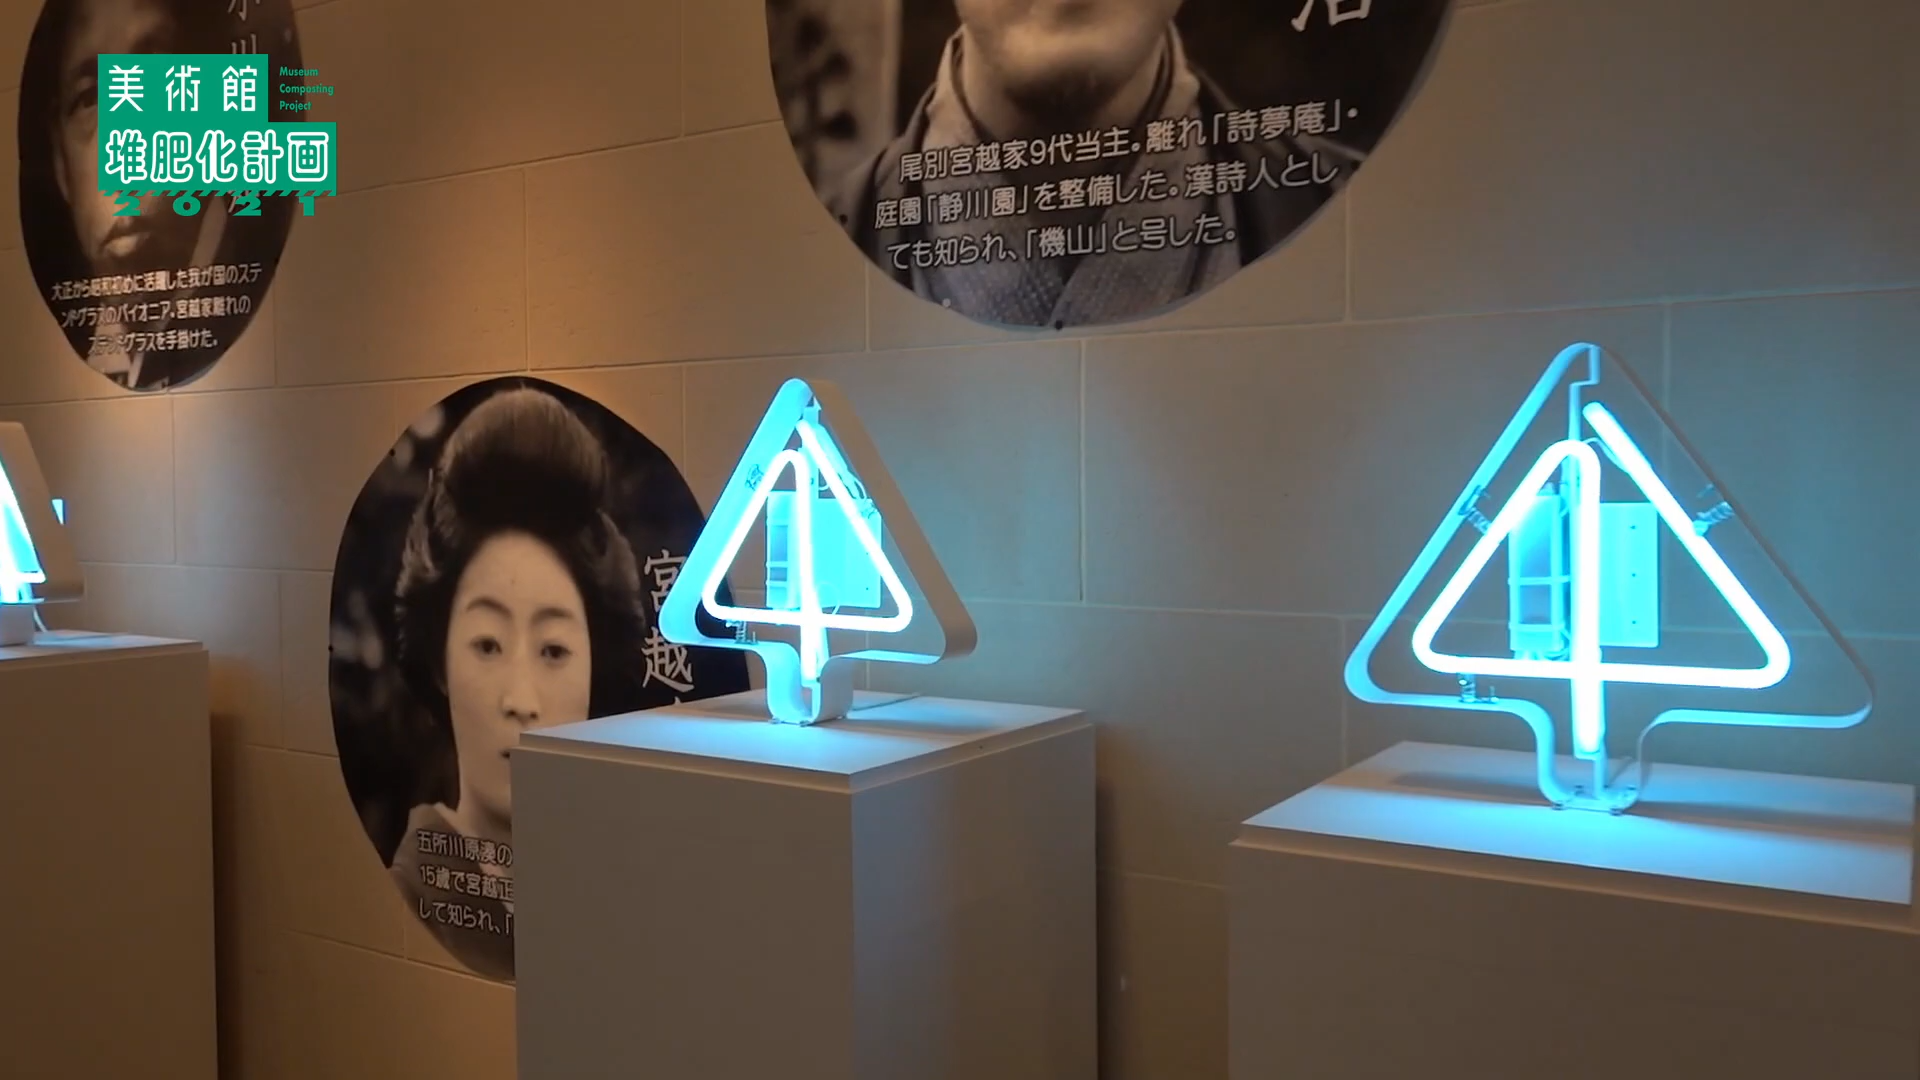 美術館
Museum
Composting
Project
堆肥化計画
2021
小川
大正から昭和初めに活躍した我が国のステ
ンドグラスのパイオニア。宮越家離れの
ステンドグラスを手掛けた。
尾別宮越家9代当主。離れ「詩夢庵」・
庭園「静川園」を整備した。漢詩人とし
ても知られ、「機山」と号した。
宮越
五所川原湊の
15歳で宮越正
して知られ、「